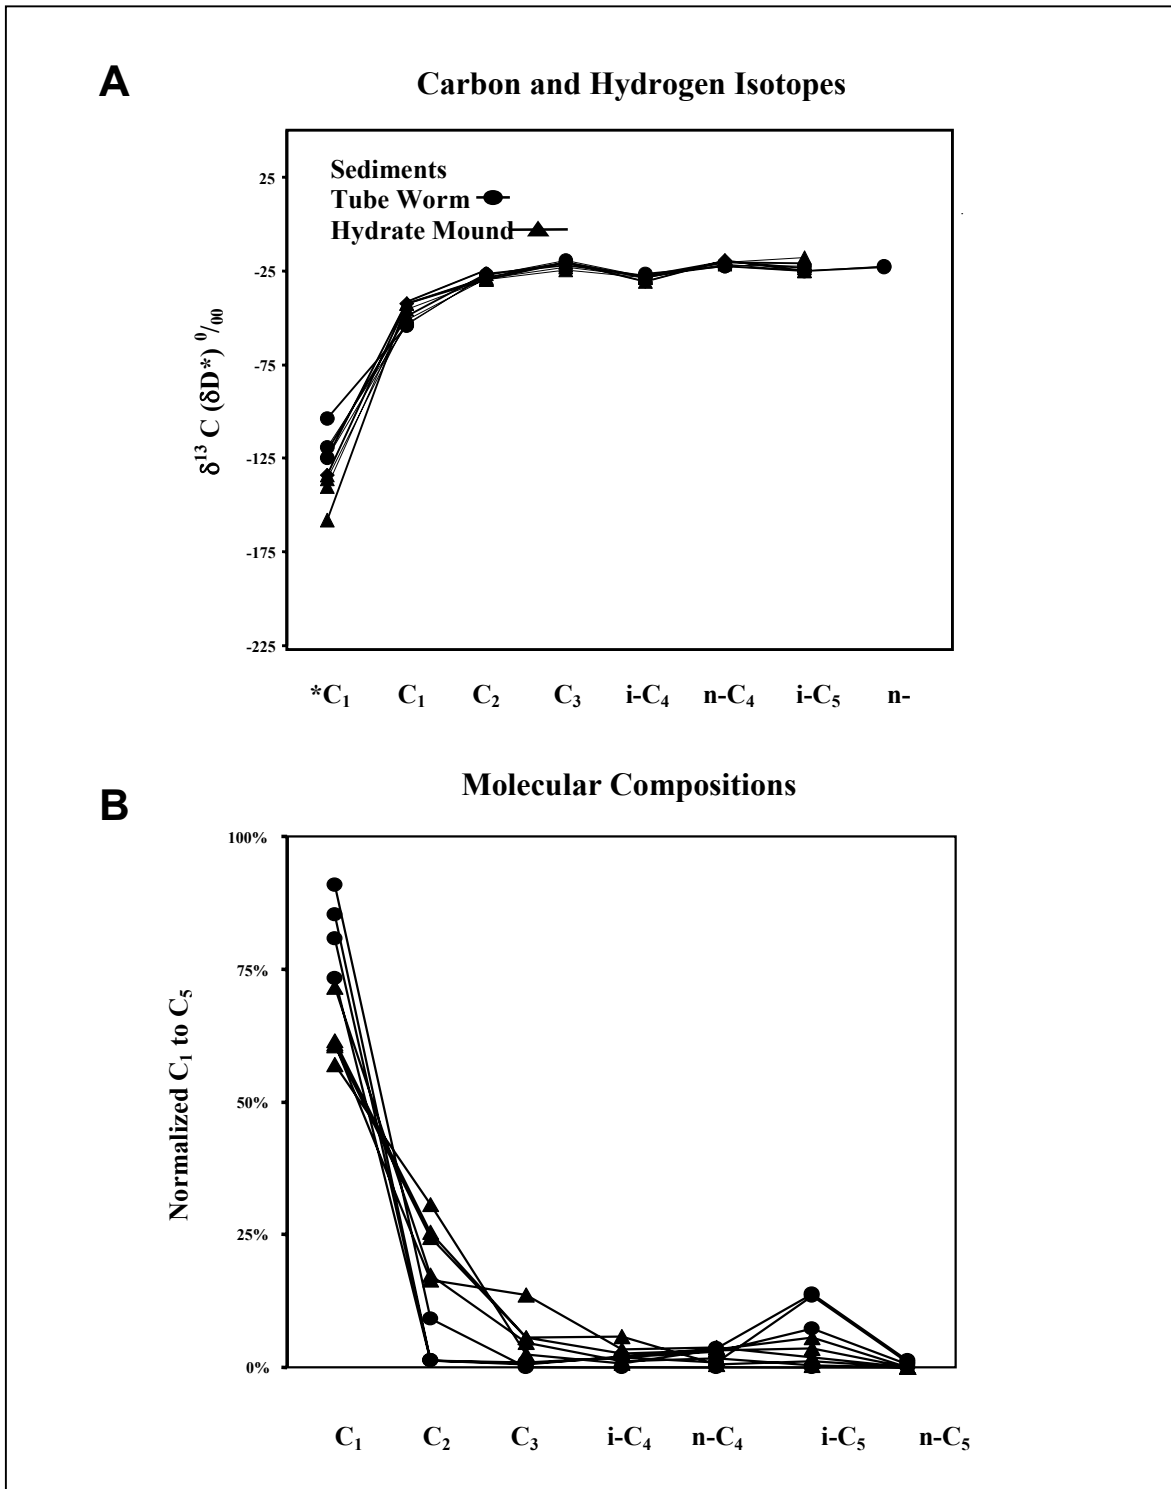 A
Carbon and Hydrogen Isotopes
Sediments
Tube Worm
Hydrate Mound
25
-25
-75
-125
-175
-225
δ¹³ C (δD*) ⁰/₀₀
*C₁ C₁ C₂ C₃ i-C₄ n-C₄ i-C₅ n-
B
Molecular Compositions
100%
75%
50%
25%
0%
Normalized C₁ to C₅
C₁ C₂ C₃ i-C₄ n-C₄ i-C₅ n-C₅